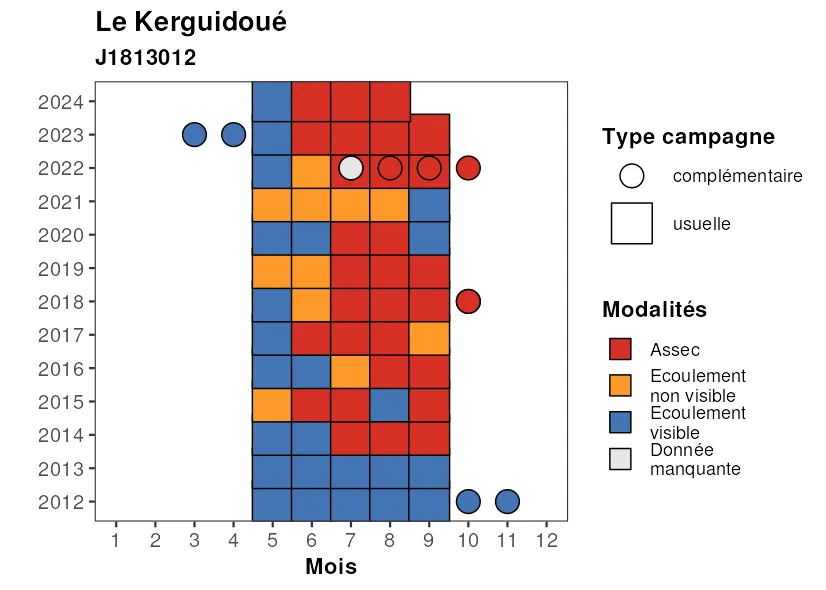 Le Kerguidoué
J1813012
2024
2023
2022
2021
2020
2019
2018
2017
2016
2015
2014
2013
2012
1 2 3 4 5 6 7 8 9 10 11 12
Mois
Type campagne
complémentaire
usuelle
Modalités
Assec
Ecoulement
non visible
Ecoulement
visible
Donnée
manquante